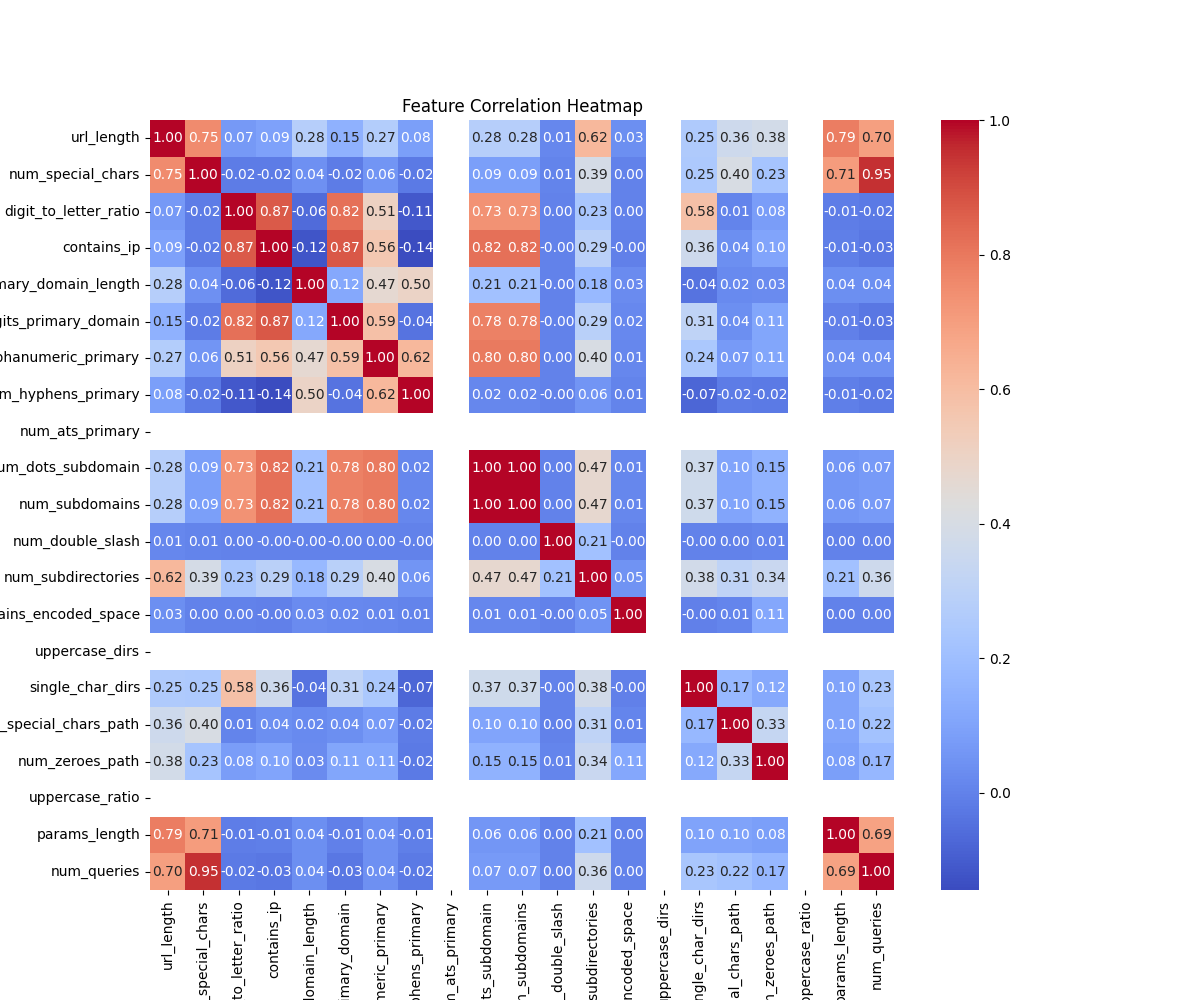 Feature Correlation Heatmap
url_length 1.00 0.75 0.07 0.09 0.28 0.15 0.27 0.08 0.28 0.28 0.01 0.62 0.03 0.25 0.36 0.38 0.79 0.70
num_special_chars 0.75 1.00 -0.02 -0.02 0.04 -0.02 0.06 -0.02 0.09 0.09 0.01 0.39 0.00 0.25 0.40 0.23 0.71 0.95
digit_to_letter_ratio 0.07 -0.02 1.00 0.87 -0.06 0.82 0.51 -0.11 0.73 0.73 0.00 0.23 0.00 0.58 0.01 0.08 -0.01 -0.02
contains_ip 0.09 -0.02 0.87 1.00 -0.12 0.87 0.56 -0.14 0.82 0.82 -0.00 0.29 -0.00 0.36 0.04 0.10 -0.01 -0.03
mary_domain_length 0.28 0.04 -0.06 -0.12 1.00 0.12 0.47 0.50 0.21 0.21 -0.00 0.18 0.03 -0.04 0.02 0.03 0.04 0.04
gits_primary_domain 0.15 -0.02 0.82 0.87 0.12 1.00 0.59 -0.04 0.78 0.78 -0.00 0.29 0.02 0.31 0.04 0.11 -0.01 -0.03
phanumeric_primary 0.27 0.06 0.51 0.56 0.47 0.59 1.00 0.62 0.80 0.80 0.00 0.40 0.01 0.24 0.07 0.11 0.04 0.04
m_hyphens_primary 0.08 -0.02 -0.11 -0.14 0.50 -0.04 0.62 1.00 0.02 0.02 -0.00 0.06 0.01 -0.07 -0.02 -0.02 -0.01 -0.02
num_ats_primary
um_dots_subdomain 0.28 0.09 0.73 0.82 0.21 0.78 0.80 0.02 1.00 1.00 0.00 0.47 0.01 0.37 0.10 0.15 0.06 0.07
num_subdomains 0.28 0.09 0.73 0.82 0.21 0.78 0.80 0.02 1.00 1.00 0.00 0.47 0.01 0.37 0.10 0.15 0.06 0.07
num_double_slash 0.01 0.01 0.00 -0.00 -0.00 -0.00 0.00 -0.00 0.00 0.00 1.00 0.21 -0.00 -0.00 0.00 0.01 0.00 0.00
num_subdirectories 0.62 0.39 0.23 0.29 0.18 0.29 0.40 0.06 0.47 0.47 0.21 1.00 0.05 0.38 0.31 0.34 0.21 0.36
ains_encoded_space 0.03 0.00 0.00 -0.00 0.03 0.02 0.01 0.01 0.01 0.01 -0.00 0.05 1.00 -0.00 0.01 0.11 0.00 0.00
uppercase_dirs
single_char_dirs 0.25 0.25 0.58 0.36 -0.04 0.31 0.24 -0.07 0.37 0.37 -0.00 0.38 -0.00 1.00 0.17 0.12 0.10 0.23
_special_chars_path 0.36 0.40 0.01 0.04 0.02 0.04 0.07 -0.02 0.10 0.10 0.00 0.31 0.01 0.17 1.00 0.33 0.10 0.22
num_zeroes_path 0.38 0.23 0.08 0.10 0.03 0.11 0.11 -0.02 0.15 0.15 0.01 0.34 0.11 0.12 0.33 1.00 0.08 0.17
uppercase_ratio
params_length 0.79 0.71 -0.01 -0.01 0.04 -0.01 0.04 -0.01 0.06 0.06 0.00 0.21 0.00 0.10 0.10 0.08 1.00 0.69
num_queries 0.70 0.95 -0.02 -0.03 0.04 -0.03 0.04 -0.02 0.07 0.07 0.00 0.36 0.00 0.23 0.22 0.17 0.69 1.00
url_length
_special_chars
to_letter_ratio
contains_ip
domain_length
imary_domain
meric_primary
phens_primary
m_ats_primary
ts_subdomain
n_subdomains
_double_slash
subdirectories
ncoded_space
ppercase_dirs
ngle_char_dirs
al_chars_path
n_zeroes_path
ppercase_ratio
params_length
num_queries
1.0
0.8
0.6
0.4
0.2
0.0